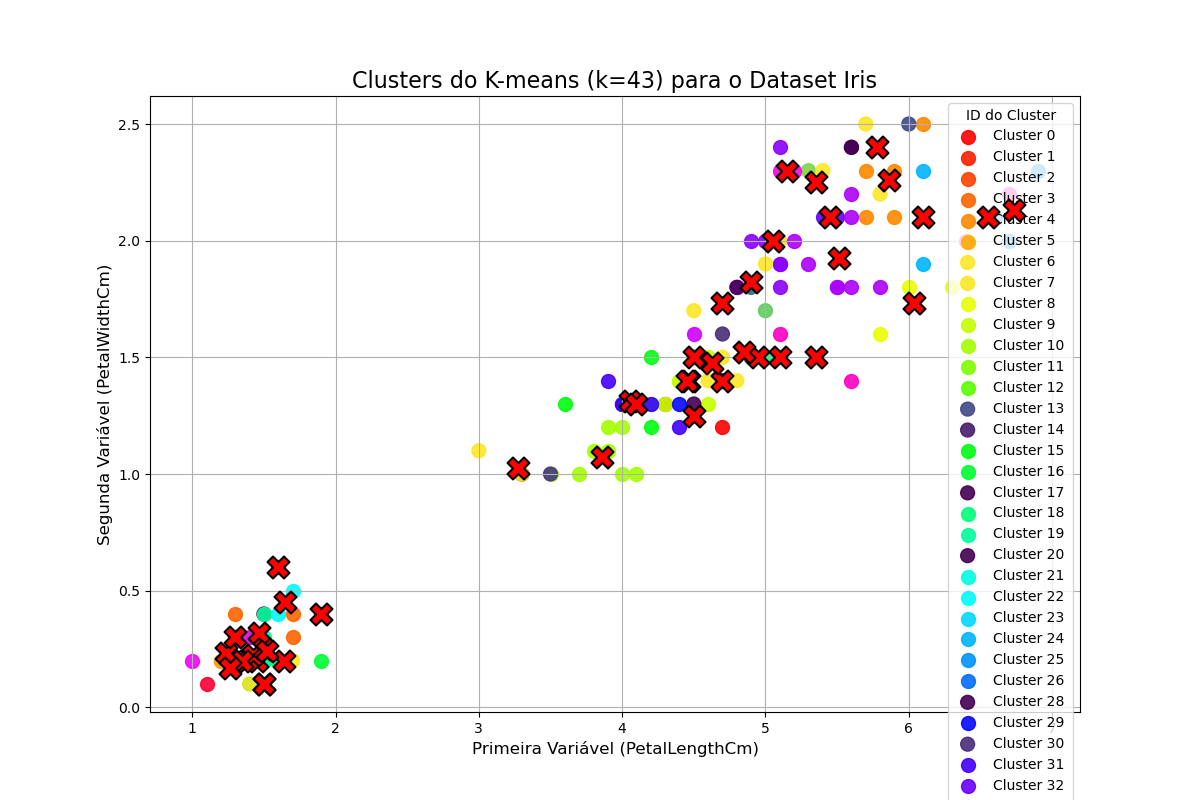 Clusters do K-means (k=43) para o Dataset Iris
Segunda Variável (PetalWidthCm)
2.5
2.0
1.5
1.0
0.5
0.0
1
2
3
4
5
6
7
Primeira Variável (PetalLengthCm)
ID do Cluster
Cluster 0
Cluster 1
Cluster 2
Cluster 3
Cluster 4
Cluster 5
Cluster 6
Cluster 7
Cluster 8
Cluster 9
Cluster 10
Cluster 11
Cluster 12
Cluster 13
Cluster 14
Cluster 15
Cluster 16
Cluster 17
Cluster 18
Cluster 19
Cluster 20
Cluster 21
Cluster 22
Cluster 23
Cluster 24
Cluster 25
Cluster 26
Cluster 28
Cluster 29
Cluster 30
Cluster 31
Cluster 32